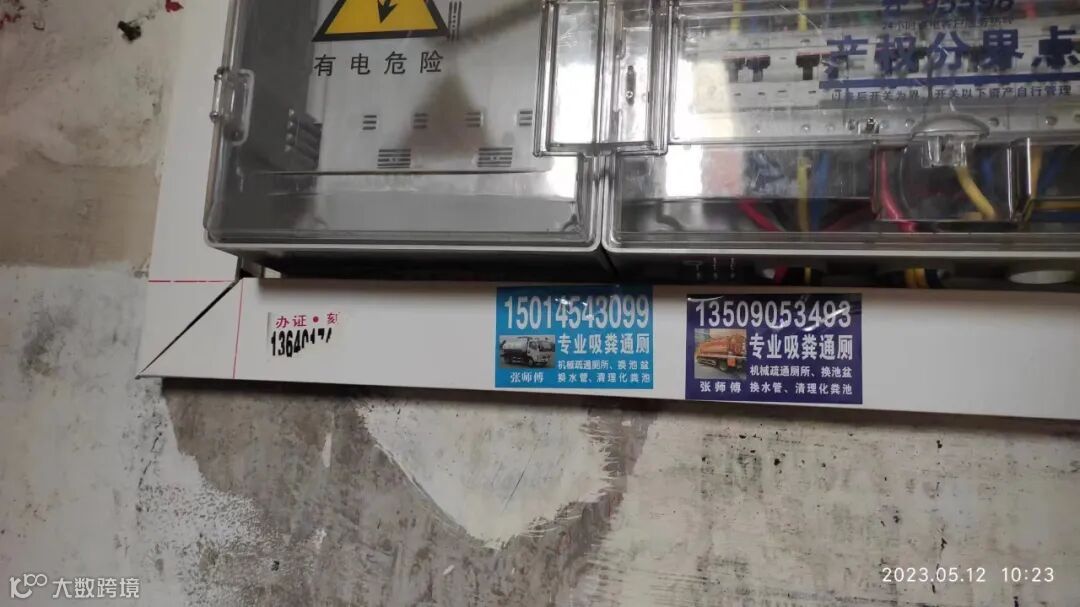 95598
有电危险
产权分界点
办证·刻
15014543099
专业吸粪通厕
机械疏通厕所、换池盆
张师傅 换水管、清理化粪池
13509053493
专业吸粪通厕
机械疏通厕所、换池盆
张师傅 换水管、清理化粪池
2023.05.12 10:23
大数跨境